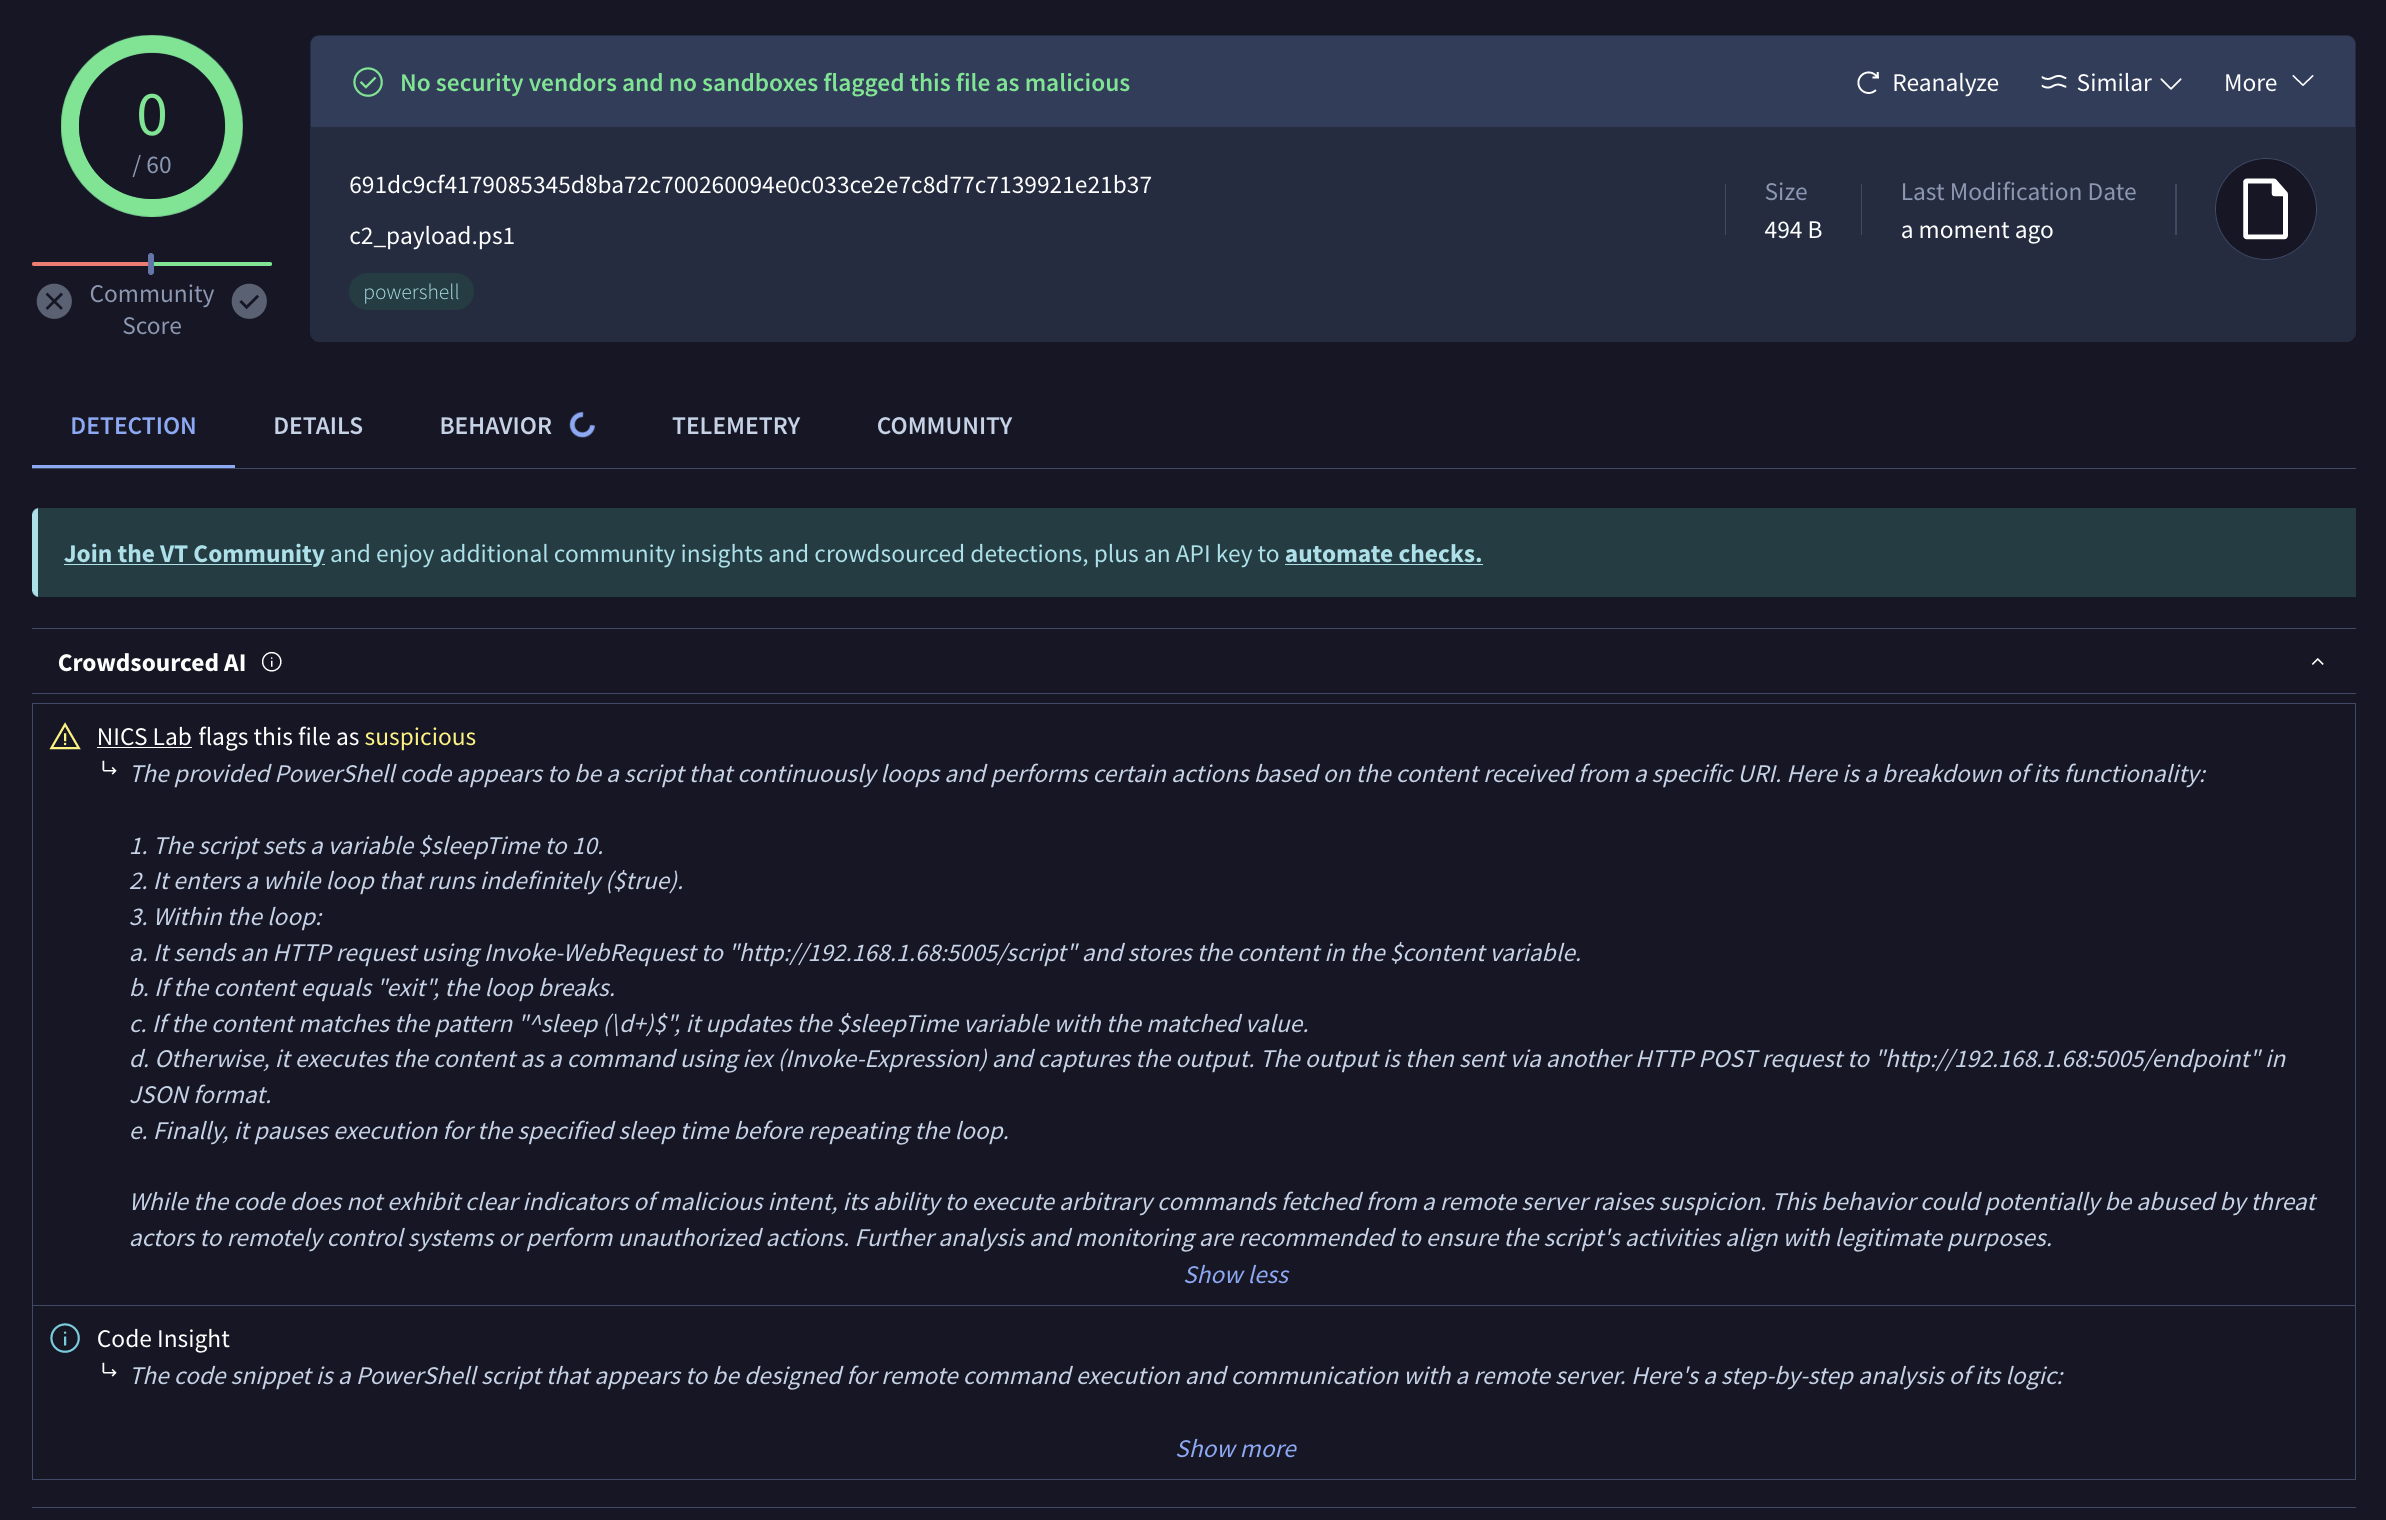 0
/ 60
Community
Score
No security vendors and no sandboxes flagged this file as malicious
Reanalyze
Similar
More
691dc9cf4179085345d8ba72c700260094e0c033ce2e7c8d77c7139921e21b37
c2_payload.ps1
powershell
Size
494 B
Last Modification Date
a moment ago
DETECTION
DETAILS
BEHAVIOR
TELEMETRY
COMMUNITY
Join the VT Community and enjoy additional community insights and crowdsourced detections, plus an API key to automate checks.
Crowdsourced AI
NICS Lab flags this file as suspicious
The provided PowerShell code appears to be a script that continuously loops and performs certain actions based on the content received from a specific URI. Here is a breakdown of its functionality:
1. The script sets a variable $sleepTime to 10.
2. It enters a while loop that runs indefinitely ($true).
3. Within the loop:
a. It sends an HTTP request using Invoke-WebRequest to "http://192.168.1.68:5005/script" and stores the content in the $content variable.
b. If the content equals "exit", the loop breaks.
c. If the content matches the pattern "^sleep (\d+)$", it updates the $sleepTime variable with the matched value.
d. Otherwise, it executes the content as a command using iex (Invoke-Expression) and captures the output. The output is then sent via another HTTP POST request to "http://192.168.1.68:5005/endpoint" in
JSON format.
e. Finally, it pauses execution for the specified sleep time before repeating the loop.
While the code does not exhibit clear indicators of malicious intent, its ability to execute arbitrary commands fetched from a remote server raises suspicion. This behavior could potentially be abused by threat
actors to remotely control systems or perform unauthorized actions. Further analysis and monitoring are recommended to ensure the script's activities align with legitimate purposes.
Show less
Code Insight
The code snippet is a PowerShell script that appears to be designed for remote command execution and communication with a remote server. Here's a step-by-step analysis of its logic:
Show more